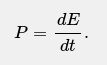 P = dE/dt.